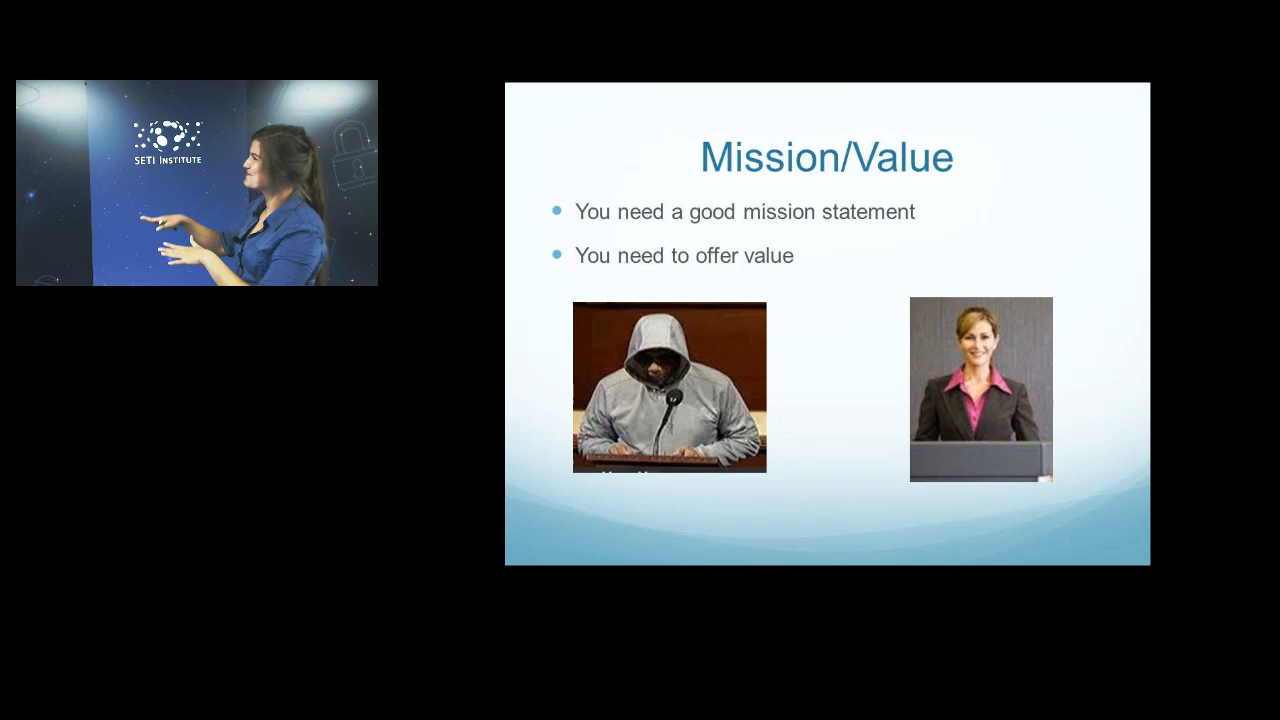 SETI INSTITUTE
Mission/Value
You need a good mission statement
You need to offer value